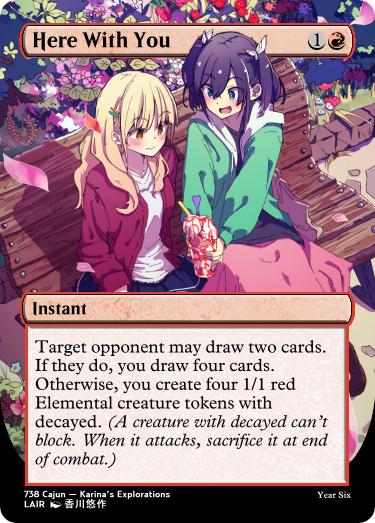 Here With You
1
Instant
Target opponent may draw two cards.
If they do, you draw four cards.
Otherwise, you create four 1/1 red
Elemental creature tokens with
decayed. (A creature with decayed can't
block. When it attacks, sacrifice it at end
of combat.)
738 Cajun — Karina's Explorations
LAIR 香川悠作
Year Six